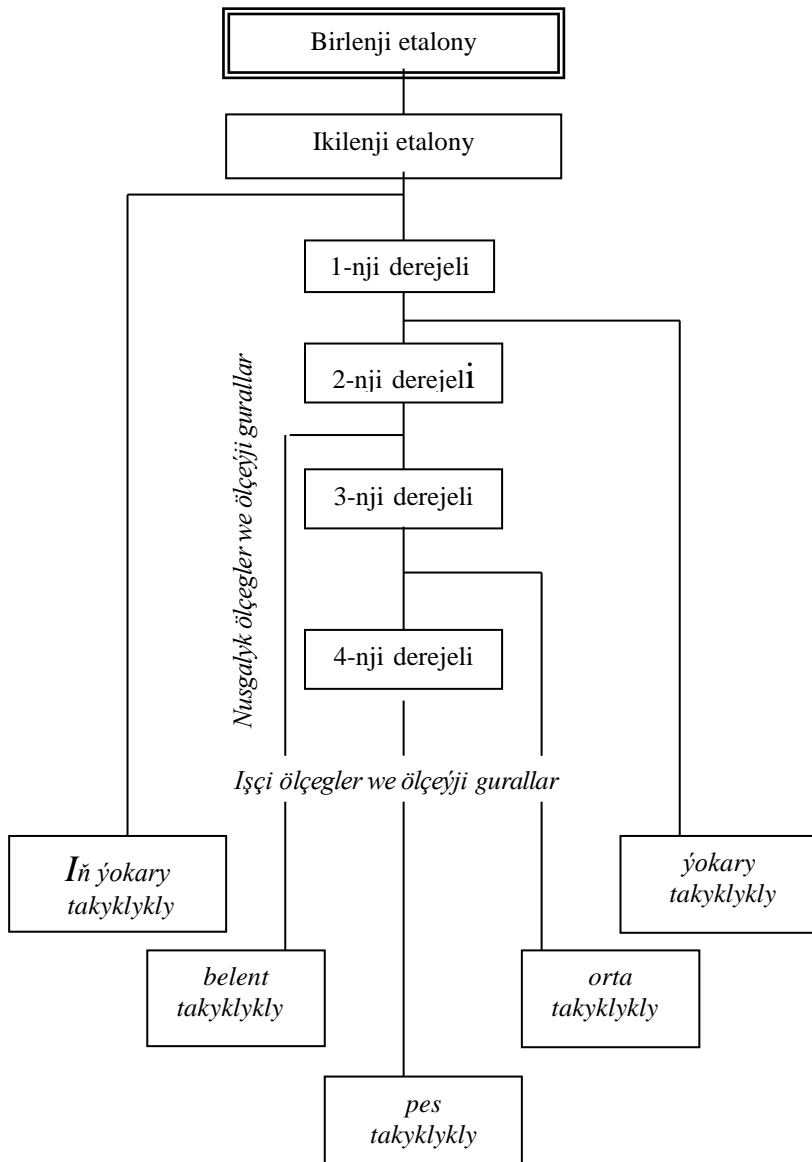 Birlenji etalony
Ikilenji etalony
1-nji derejeli
2-nji derejeli
3-nji derejeli
4-nji derejeli
Nusgalyk ölçegler we ölçeýji gurallar
Işçi ölçegler we ölçeýji gurallar
Iň ýokary
takyklykly
ýokary
takyklykly
belent
takyklykly
orta
takyklykly
pes
takyklykly